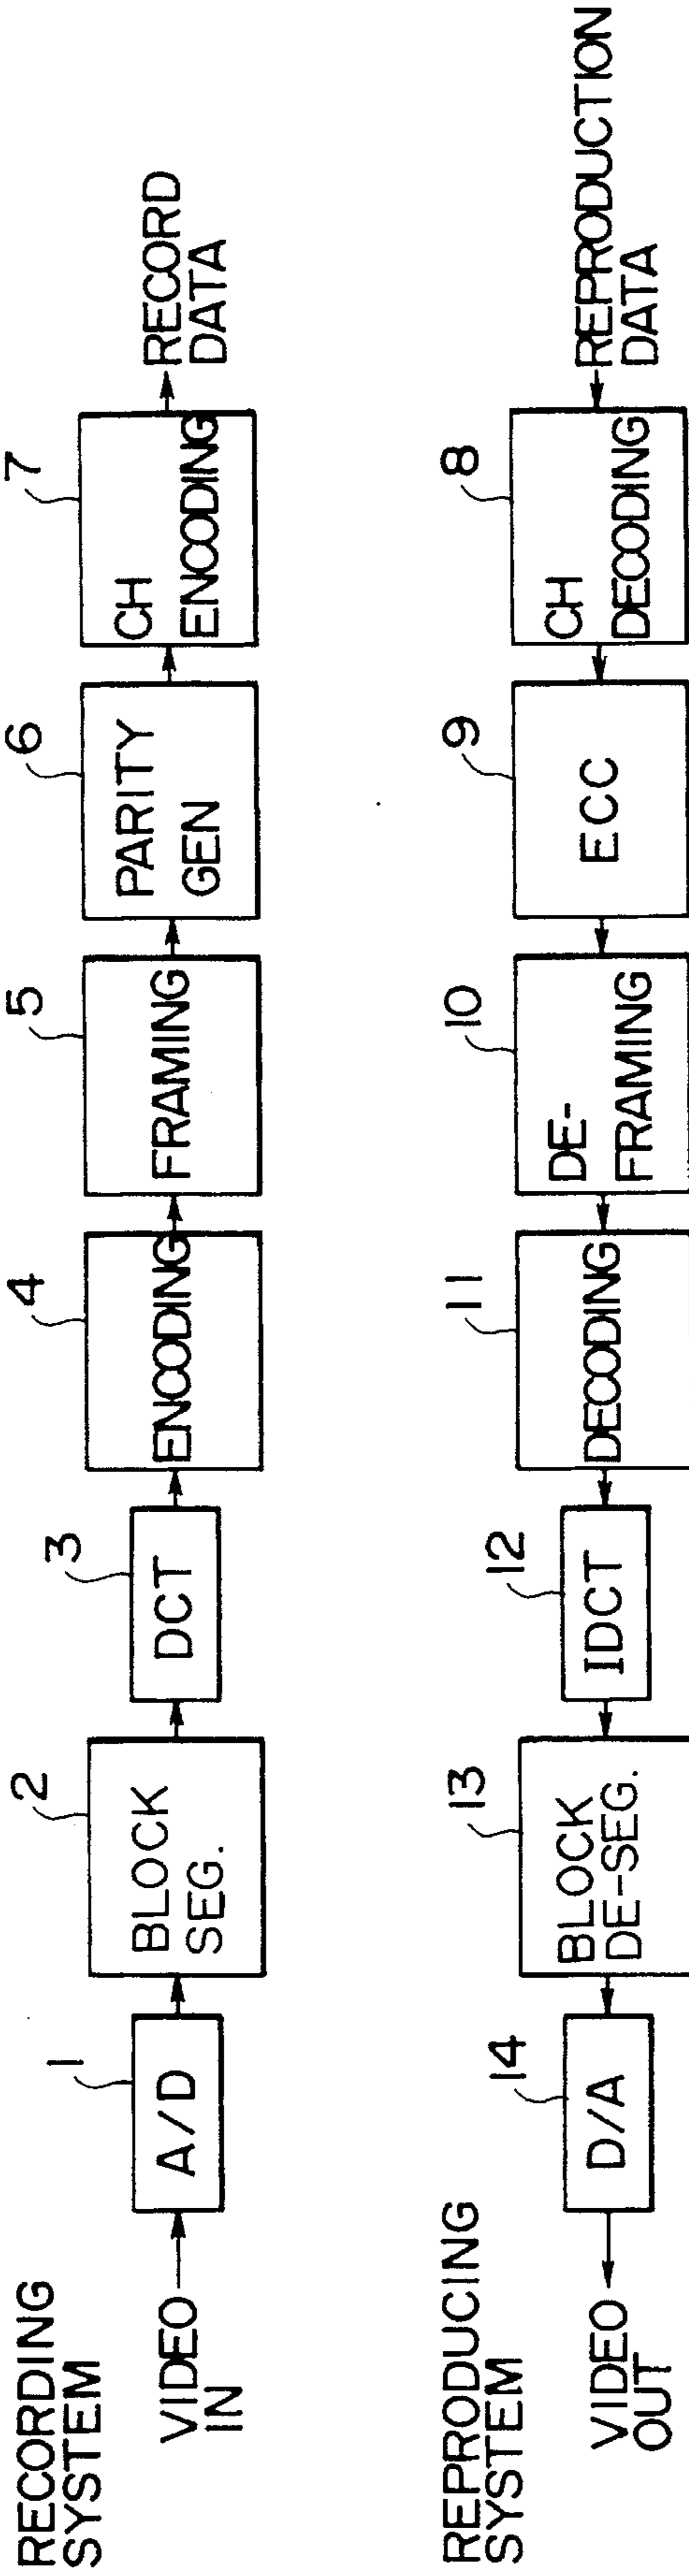 RECORDING
SYSTEM
VIDEO
IN
1
A/D
2
BLOCK
SEG.
3
DCT
4
ENCODING
5
FRAMING
6
PARITY
GEN
7
CH
ENCODING
RECORD
DATA
REPRODUCING
SYSTEM
VIDEO
OUT
14
D/A
13
BLOCK
DE-SEG.
12
IDCT
11
DECODING
10
DE-
FRAMING
9
ECC
8
CH
DECODING
REPRODUCTION
DATA